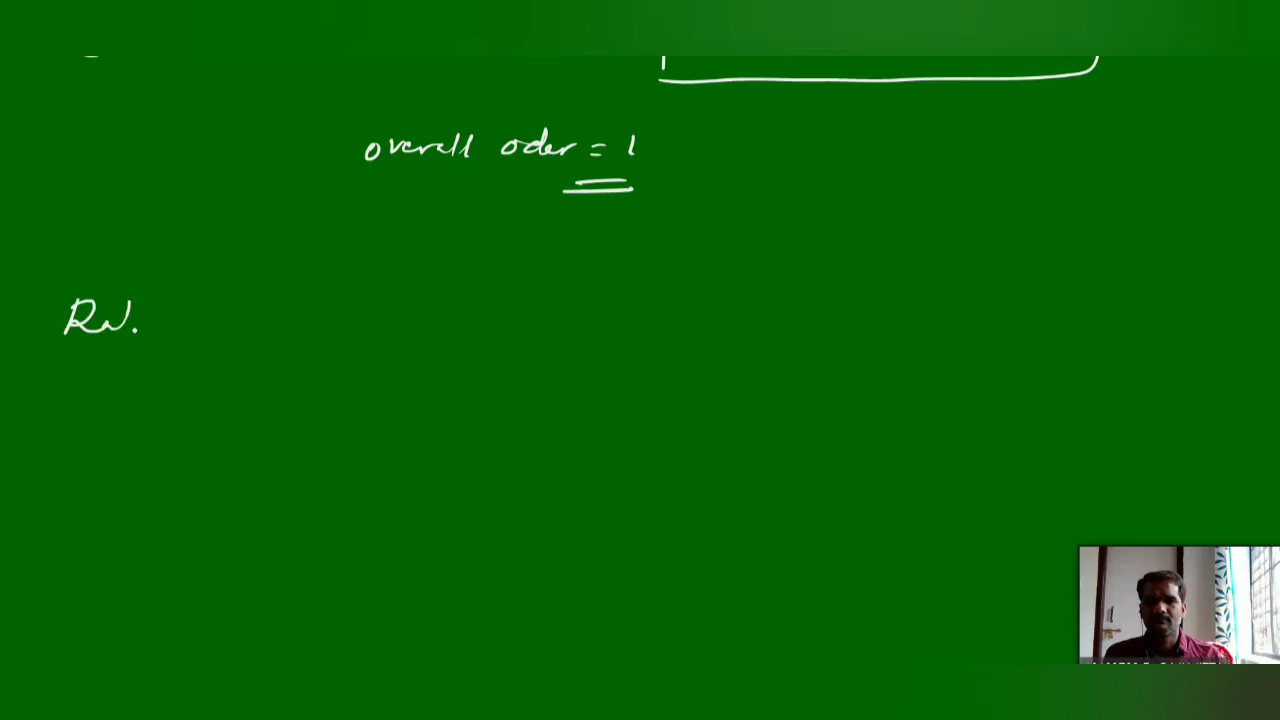 overall oder = 1